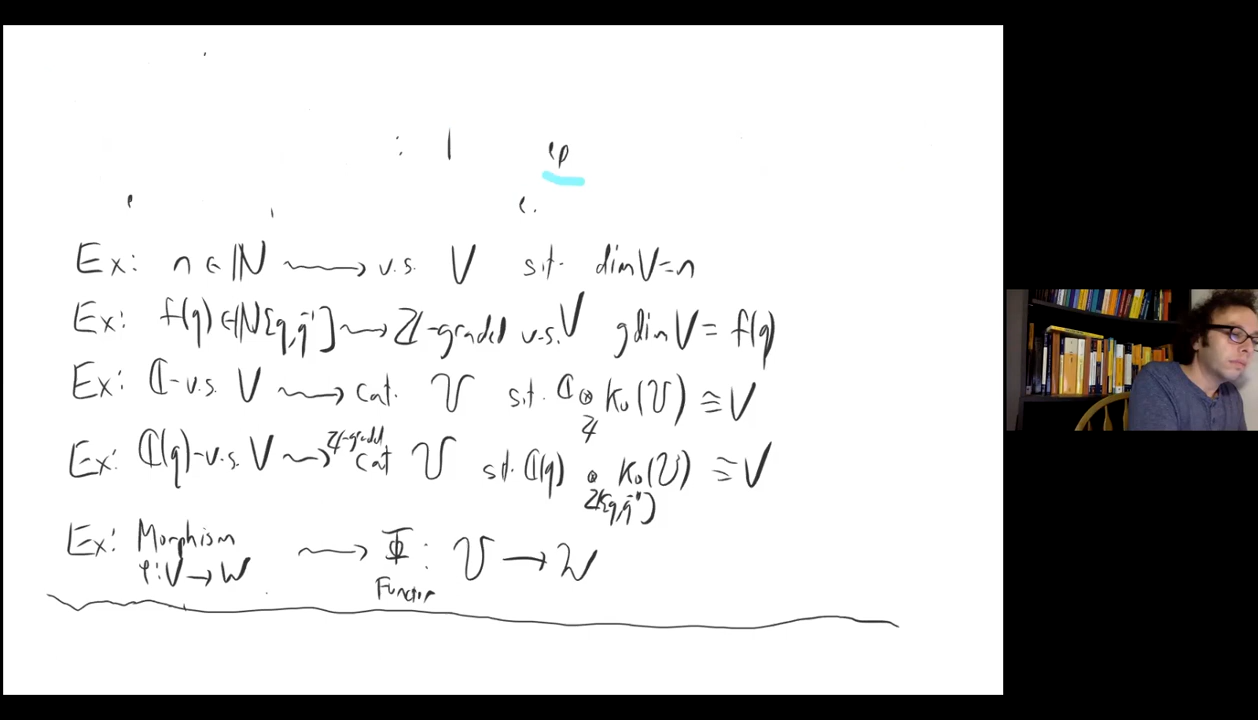 Ex: n ∈ ℕ ⟿ v.s. V s.t. dim V = n
Ex: f(q) ∈ ℕ[q,q⁻¹] ⟿ ℤ-graded v.s. V gdim V = f(q)
Ex: ℂ-v.s. V ⟿ cat. 𝒱 s.t. ℂ ⊗_ℤ K₀(𝒱) ≅ V
Ex: ℂ(q)-v.s. V ⟿ ℤ-graded cat 𝒱 s.t. ℂ(q) ⊗_ℤ[q,q⁻¹] K₀(𝒱) ≅ V
Ex: Morphism φ: V → W ⟿ Φ: 𝒱 → 𝒲
Functor